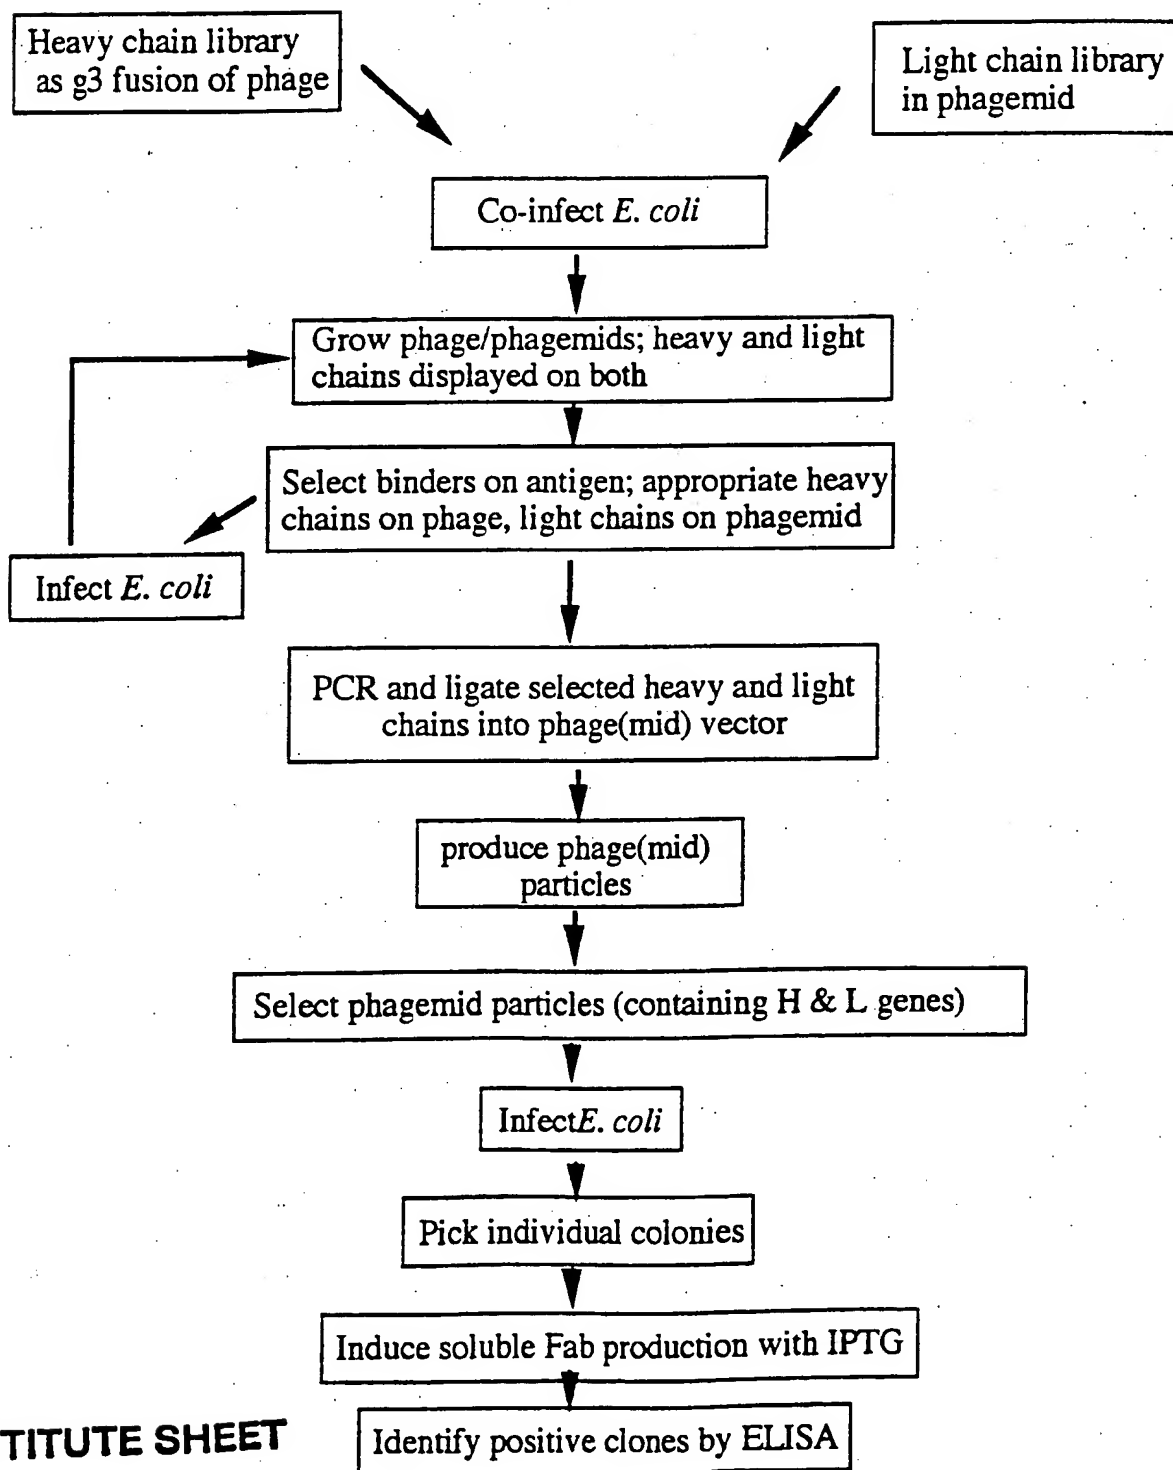 Heavy chain library
as g3 fusion of phage
Light chain library
in phagemid
Co-infect E. coli
Grow phage/phagemids; heavy and light
chains displayed on both
Select binders on antigen; appropriate heavy
chains on phage, light chains on phagemid
Infect E. coli
PCR and ligate selected heavy and light
chains into phage(mid) vector
produce phage(mid)
particles
Select phagemid particles (containing H & L genes)
InfectE. coli
Pick individual colonies
Induce soluble Fab production with IPTG
Identify positive clones by ELISA
TITUTE SHEET